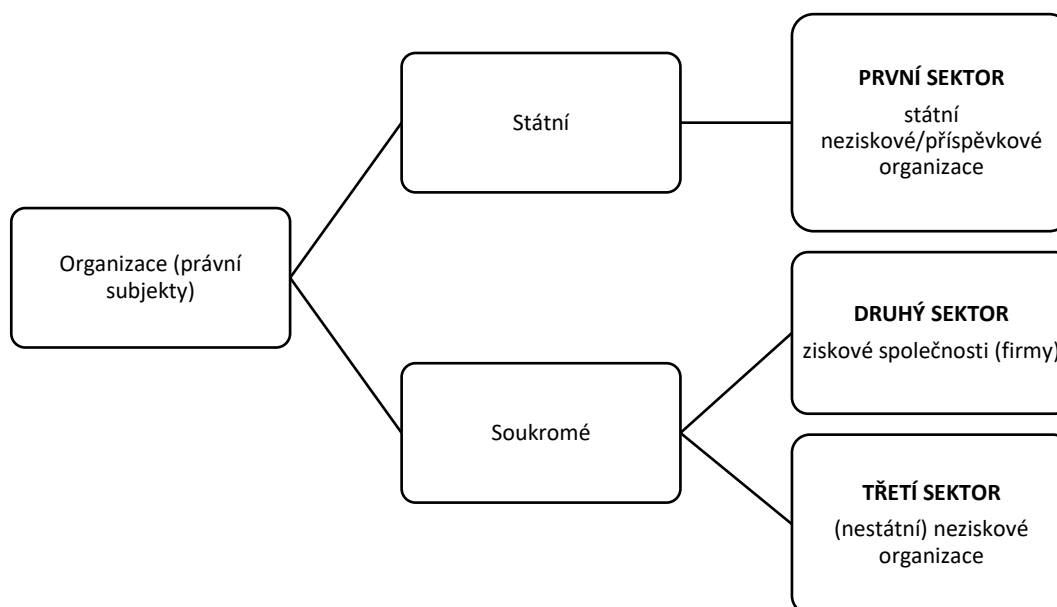 Organizace (právní
subjekty)
Státní
PRVNÍ SEKTOR
státní
neziskové/příspěvkové
organizace
Soukromé
DRUHÝ SEKTOR
ziskové společnosti (firmy)
TŘETÍ SEKTOR
(nestátní) neziskové
organizace